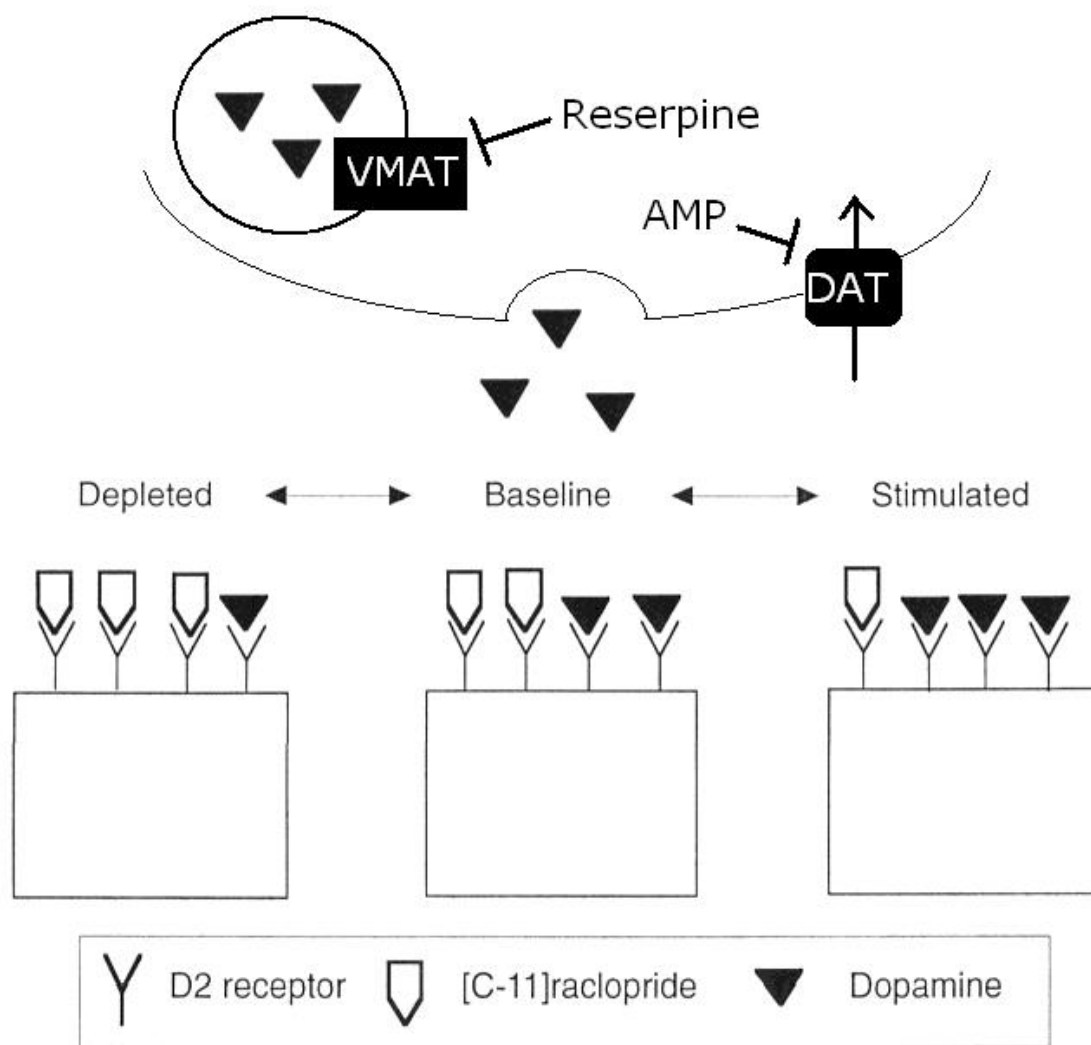 Reserpine
VMAT
AMP
DAT
Depleted Baseline Stimulated
D2 receptor [C-11]raclopride Dopamine